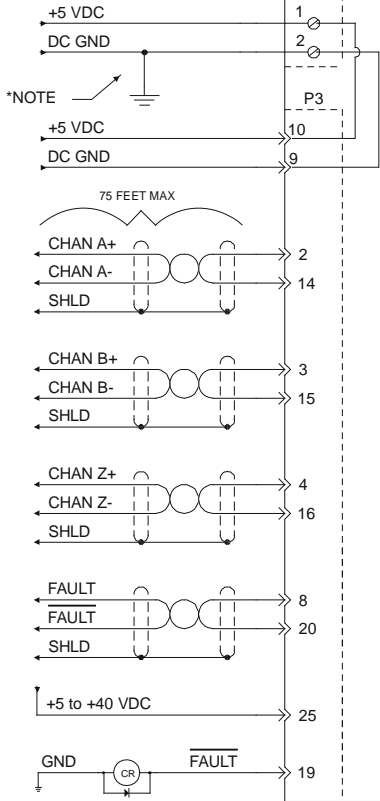 +5 VDC 1
DC GND 2
*NOTE
P3
+5 VDC 10
DC GND 9
75 FEET MAX
CHAN A+ 2
CHAN A- 14
SHLD
CHAN B+ 3
CHAN B- 15
SHLD
CHAN Z+ 4
CHAN Z- 16
SHLD
FAULT 8
FAULT 20
SHLD
+5 to +40 VDC 25
GND CR FAULT 19